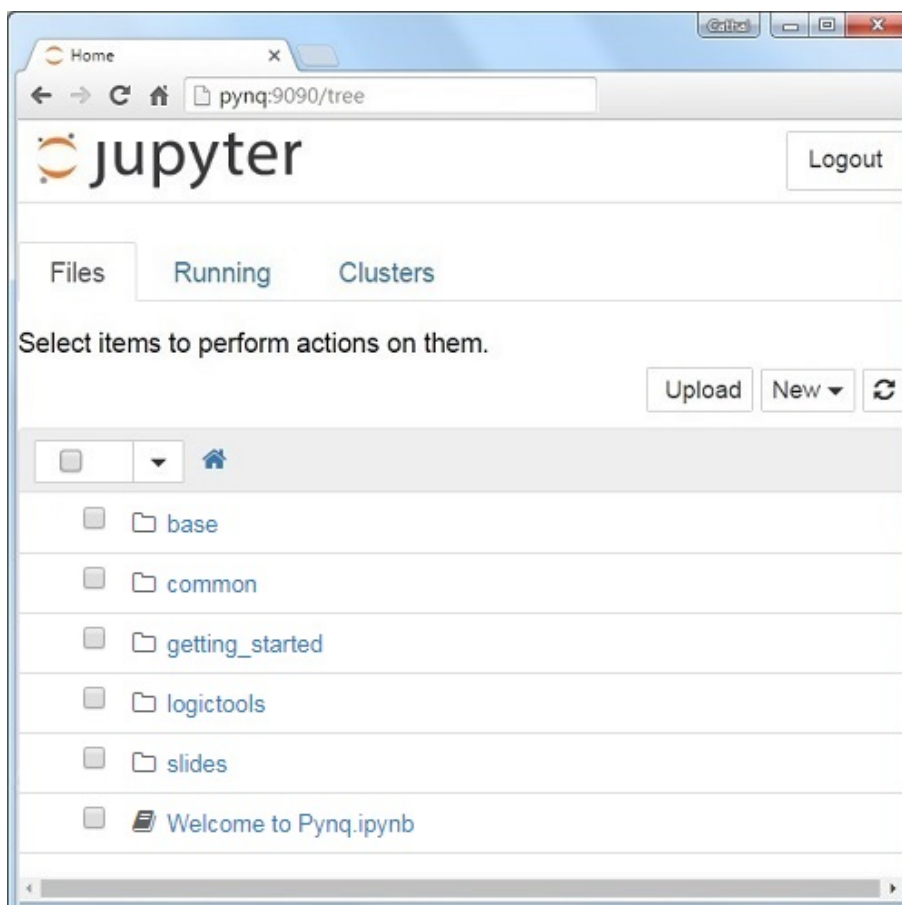 Cathal
Home
pynq:9090/tree
jupyter
Logout
Files Running Clusters
Select items to perform actions on them.
Upload New
base
common
getting_started
logictools
slides
Welcome to Pynq.ipynb